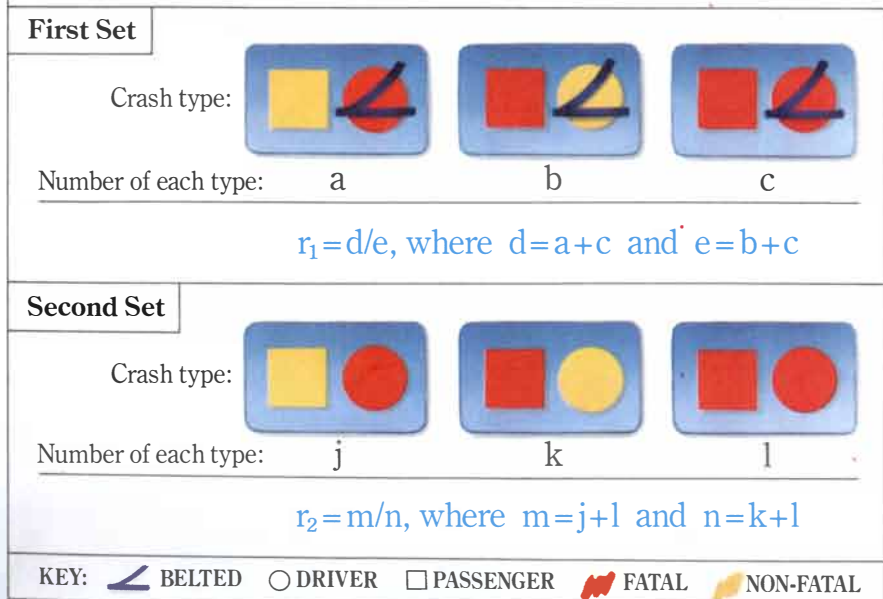 First Set
Crash type:
Number of each type: a b c
r₁=d/e, where d=a+c and e=b+c
Second Set
Crash type:
Number of each type: j k l
r₂=m/n, where m=j+l and n=k+l
KEY: BELTED DRIVER PASSENGER FATAL NON-FATAL